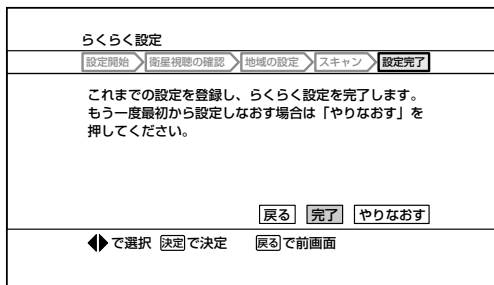 らくらく設定
設定開始 衛星視聴の確認 地域の設定 スキャン 設定完了
これまでの設定を登録し、らくらく設定を完了します。
もう一度最初から設定しなおす場合は「やりなおす」を
押してください。
戻る 完了 やりなおす
で選択 決定で決定 戻るで前画面